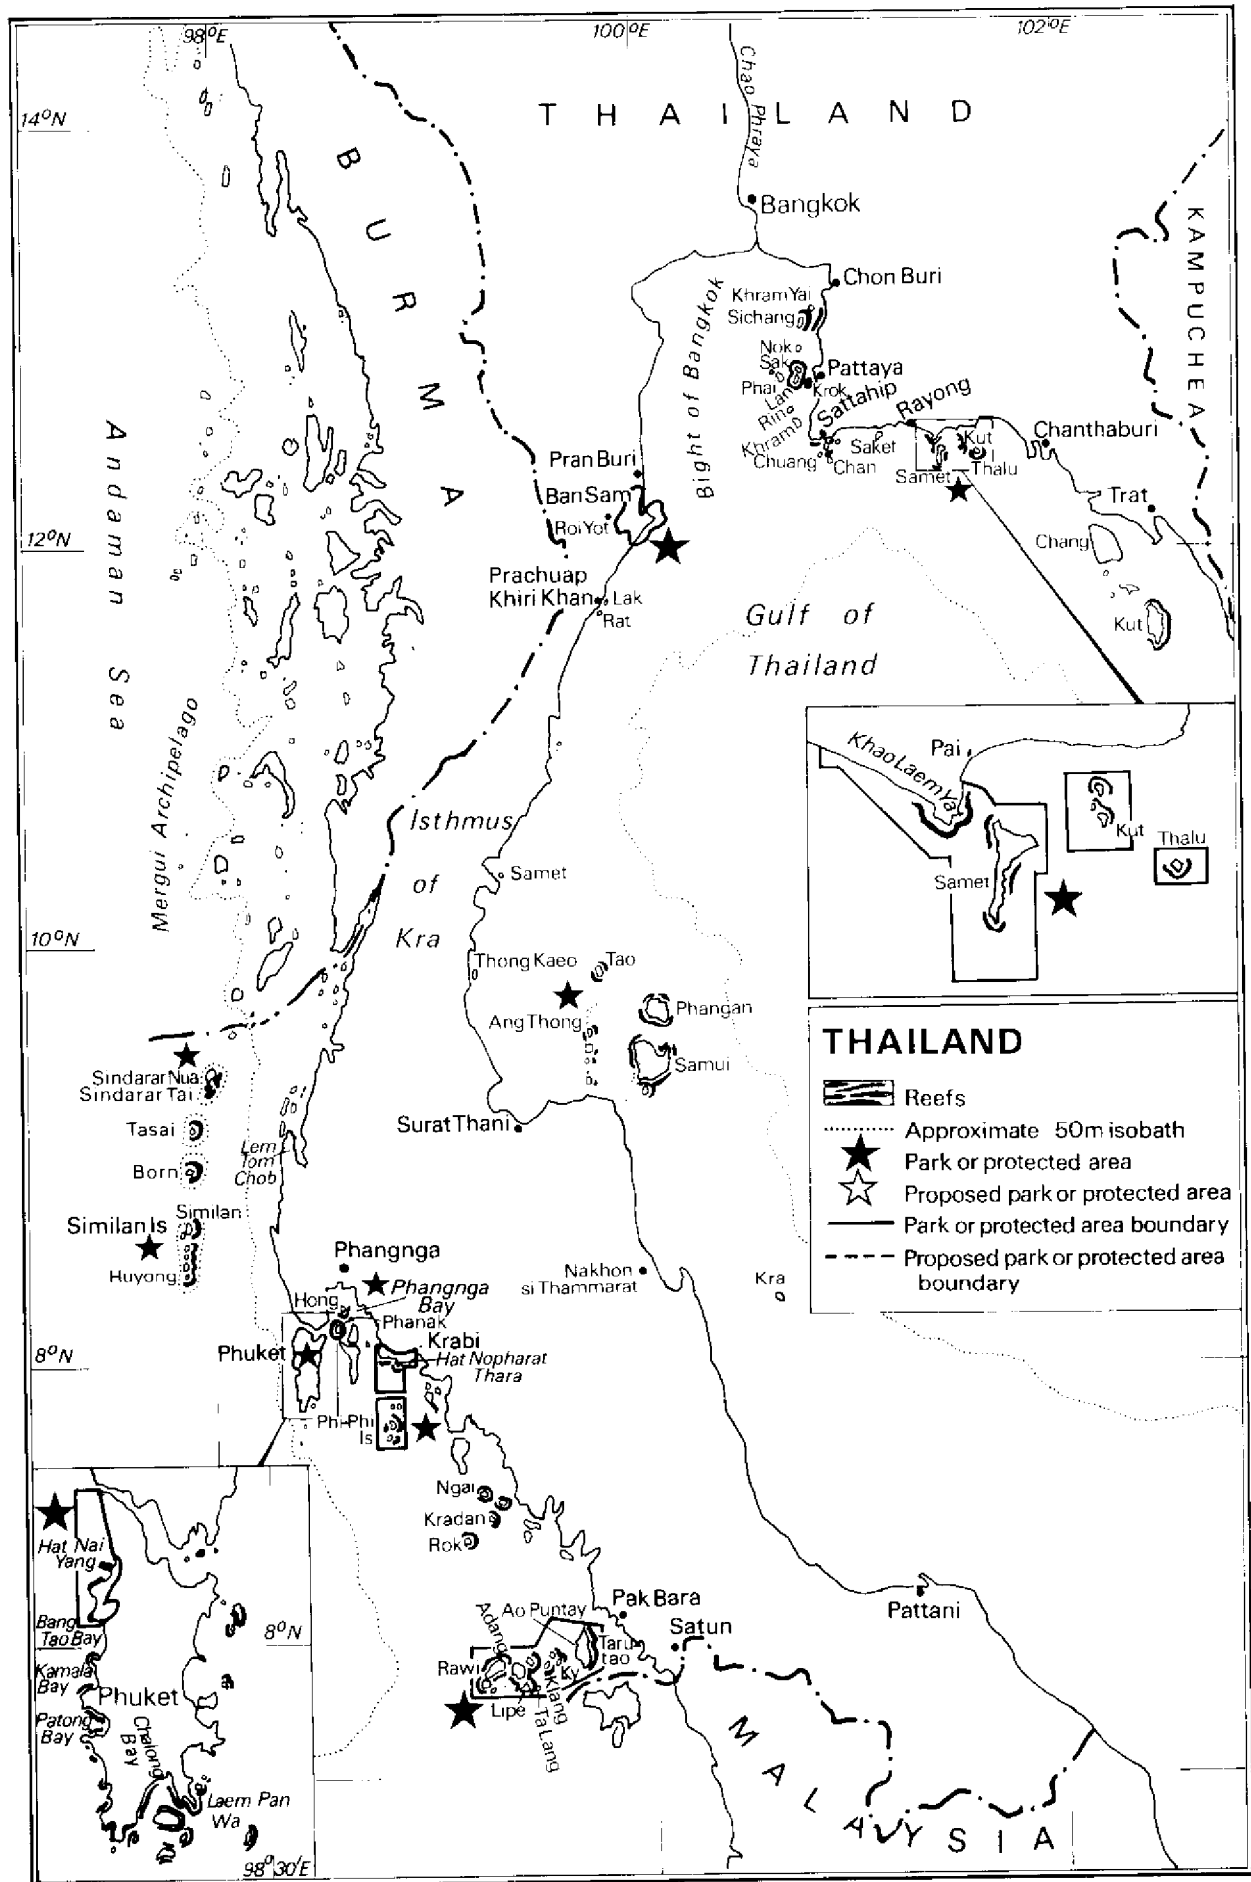 98°E
100°E
102°E
14°N
THAILAND
Chao Phraya
BURMA
KAMPUCHEA
Bangkok
Chon Buri
Khram Yai
Sichang
Bight of Bangkok
Nok
Sak
Pattaya
Phai
Lan
Krok
Rin
Sattahip
Rayong
Khram
Chuang
Chan
Saket
Kut
Samet
Thalu
Chanthaburi
Trat
Chang
Kut
Andaman Sea
Pran Buri
Ban Sam
Roi Yot
12°N
Prachuap
Khiri Khan
Lak
Rat
Gulf of
Thailand
Mergui Archipelago
Isthmus
of
Kra
Samet
Khao Laem Ya
Pai
Kut
Thalu
Samet
10°N
Thong Kaeo
Tao
Ang Thong
Phangan
Samui
Sindarar Nua
Sindarar Tai
Tasai
Born
Lem
Tom
Chob
Surat Thani
Similan Is
Similan
Huyong
THAILAND
Reefs
Approximate 50m isobath
Park or protected area
Proposed park or protected area
Park or protected area boundary
Proposed park or protected area
boundary
Phangnga
Hong
Phangnga
Bay
Phanak
Nakhon
si Thammarat
Kra
Phuket
Krabi
Hat Nopharat
Thara
8°N
Phi-Phi
Is
Ngai
Kradan
Rok
Hat Nai
Yang
Bang
Tao Bay
8°N
Kamala
Bay
Phuket
Patong
Bay
Chalong
Bay
Laem Pan
Wa
98°30'E
Pak Bara
Ao Puntay
Satun
Adang
Taru-
tao
Rawi
Ky
Klang
Lipe
Ta Lang
Pattani
MALAYSIA